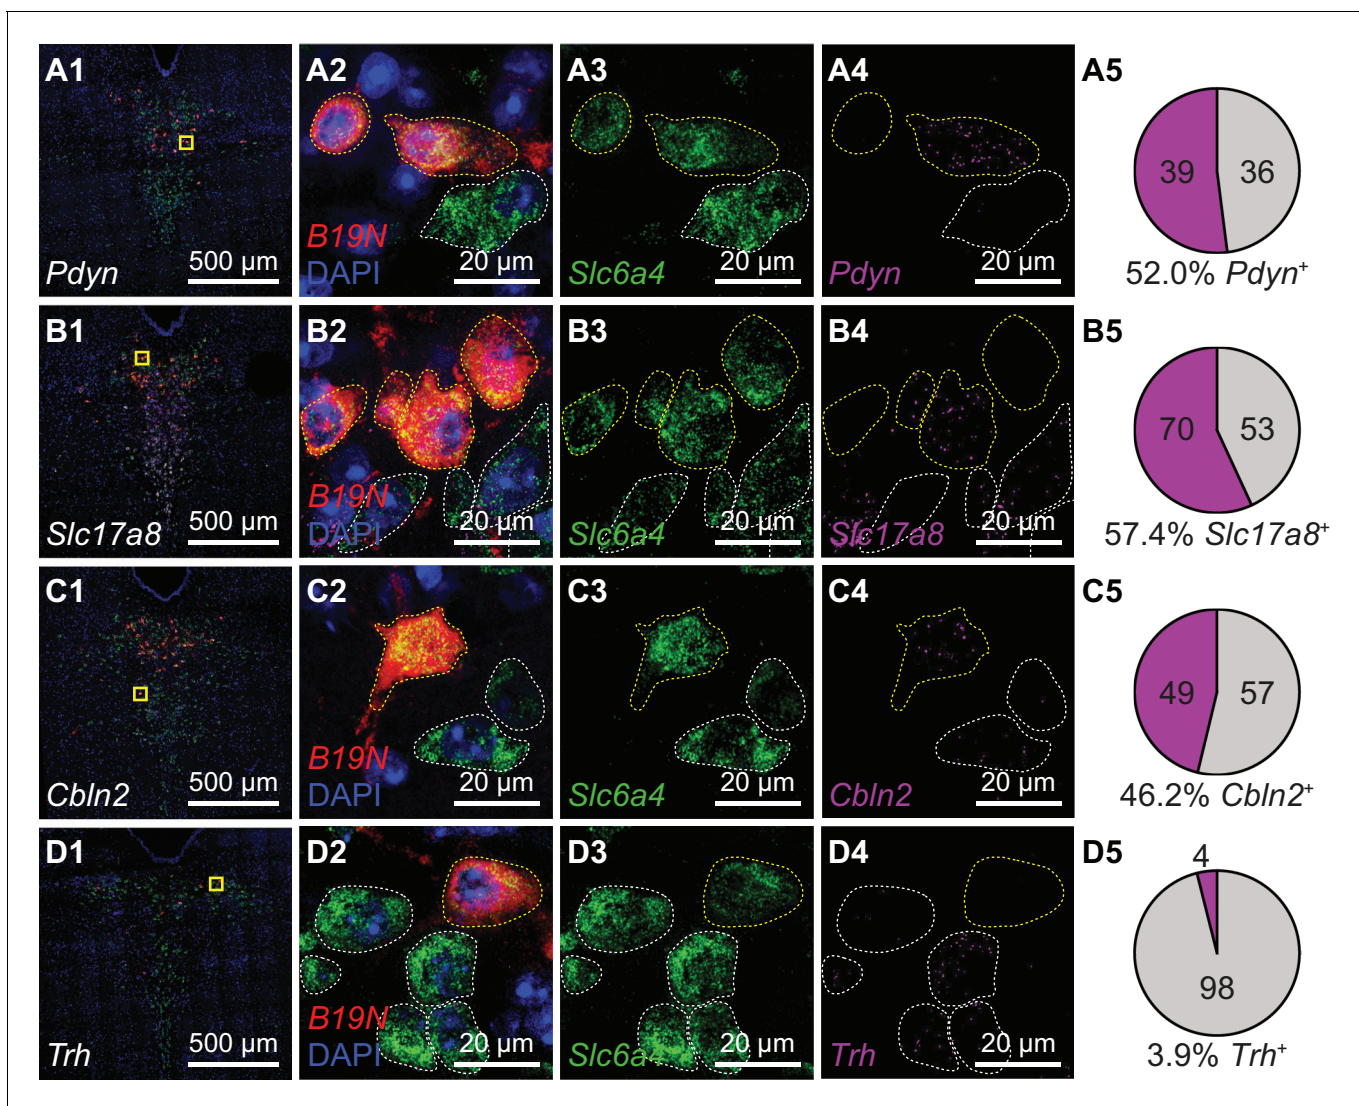 A1
500 µm
Pdyn
A2
B19N
DAPI
20 µm
A3
Slc6a4
20 µm
A4
Pdyn
20 µm
A5
39
36
52.0% Pdyn⁺
B1
500 µm
Slc17a8
B2
B19N
DAPI
20 µm
B3
Slc6a4
20 µm
B4
Slc17a8
20 µm
B5
70
53
57.4% Slc17a8⁺
C1
500 µm
Cbln2
C2
B19N
DAPI
20 µm
C3
Slc6a4
20 µm
C4
Cbln2
20 µm
C5
49
57
46.2% Cbln2⁺
D1
500 µm
Trh
D2
B19N
DAPI
20 µm
D3
Slc6a4
20 µm
D4
Trh
20 µm
D5
4
98
3.9% Trh⁺